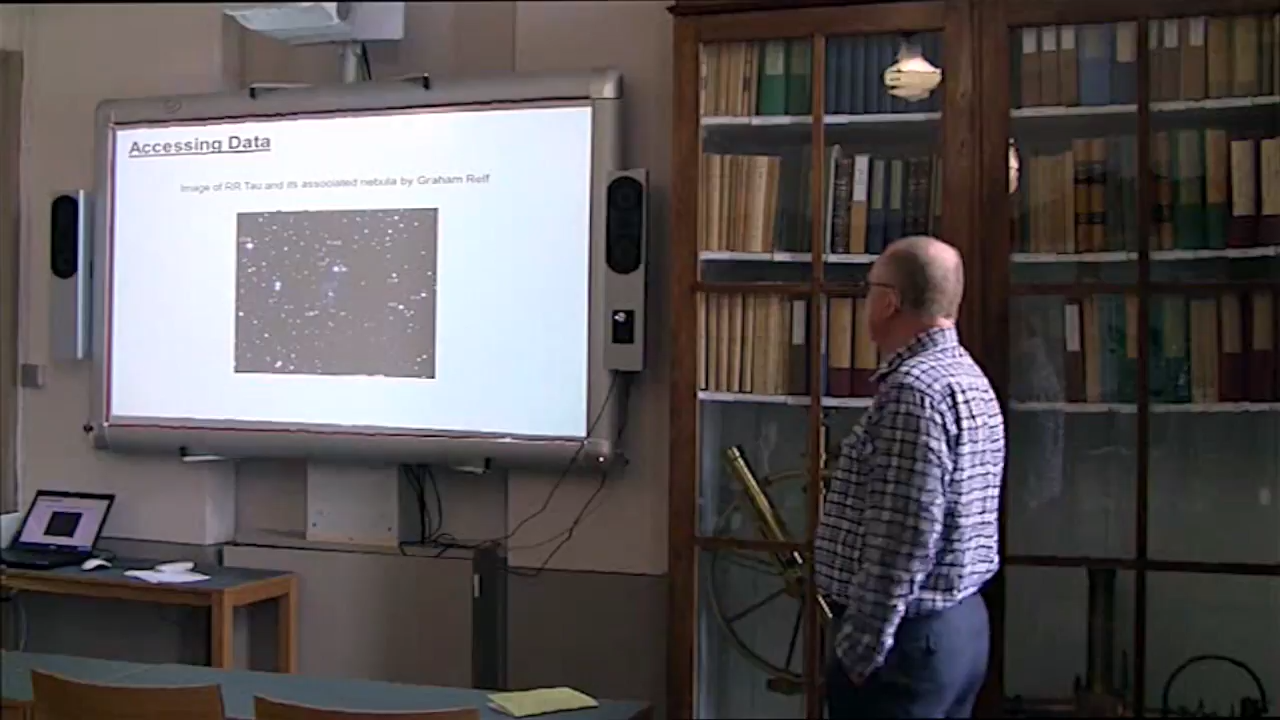 Accessing Data
Image of RR Tau and its associated nebula by Graham Relf